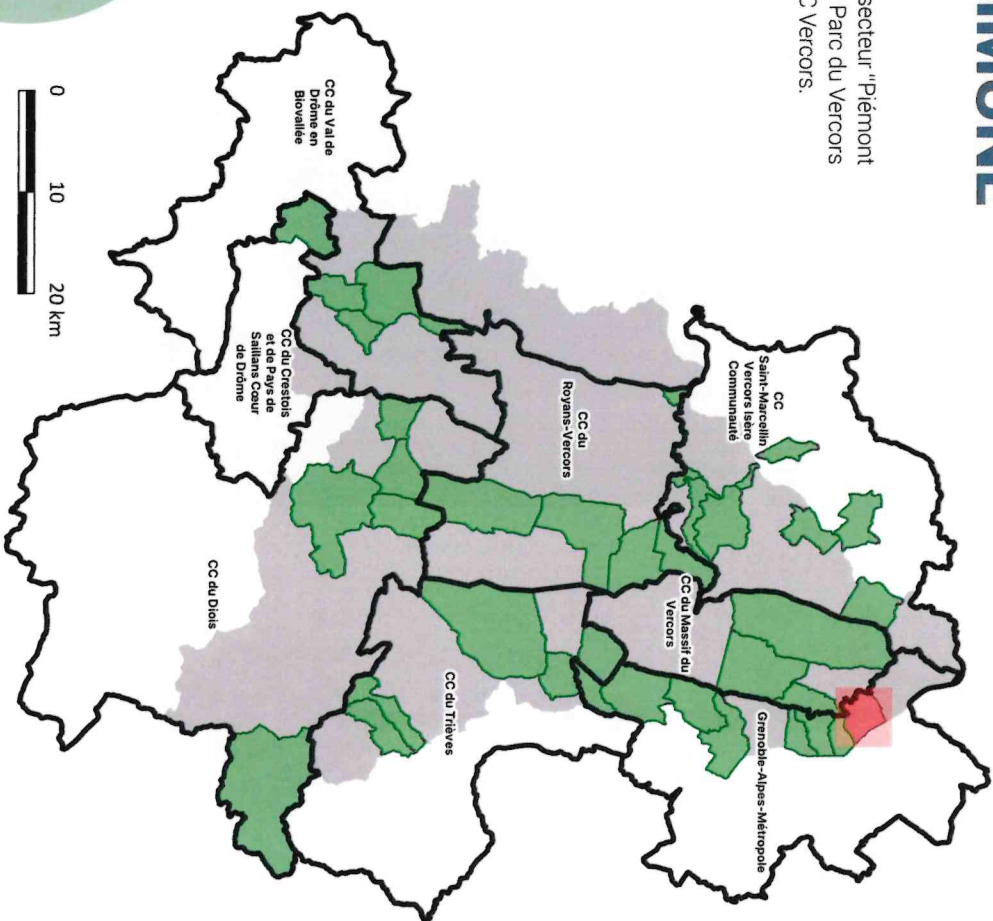 secteur "Piémont
Parc du Vercors
C Vercors.
CC
Saint-Marcellin
Vercors Isère
Communauté
Grenoble-Alpes-Métropole
CC du Massif du
Vercors
CC du
Royans-Vercors
CC du Trièves
CC du Val de
Drôme en
Biovallée
CC du Crestois
et de Pays de
Saillans Cœur
de Drôme
CC du Diois
0 10 20 km